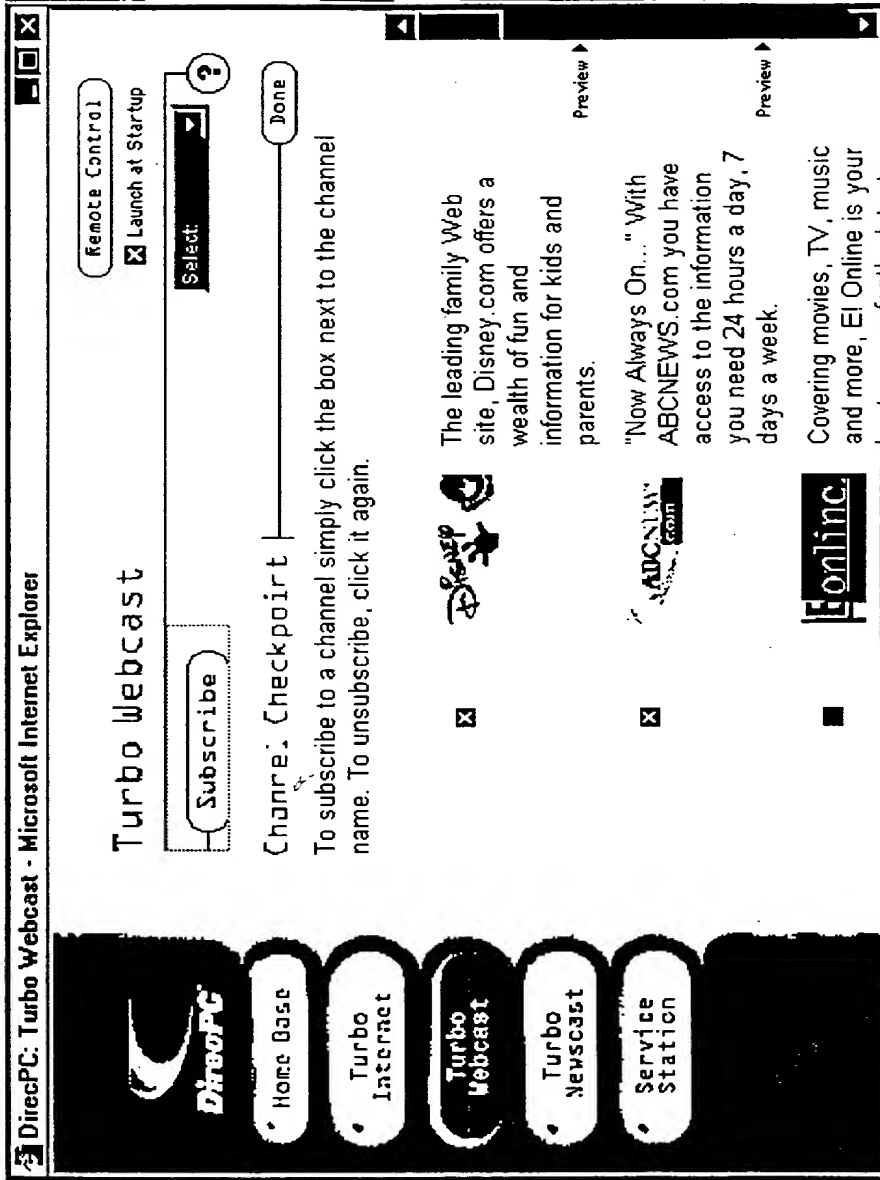 DirecPC: Turbo Webcast - Microsoft Internet Explorer
DirecPC
Home Base
Turbo
Internet
Turbo
Webcast
Turbo
Newscast
Service
Station
Turbo Webcast
Remote Control
Launch at Startup
Subscribe
Select:
?
Channel Checkpoint
Done
To subscribe to a channel simply click the box next to the channel
name. To unsubscribe, click it again.
Disney
The leading family Web
site, Disney.com offers a
wealth of fun and
information for kids and
parents.
Preview
ABCNEWS
.com
"Now Always On..." With
ABCNEWS.com you have
access to the information
you need 24 hours a day, 7
days a week.
Preview
E!online.
Covering movies, TV, music
and more, E! Online is your